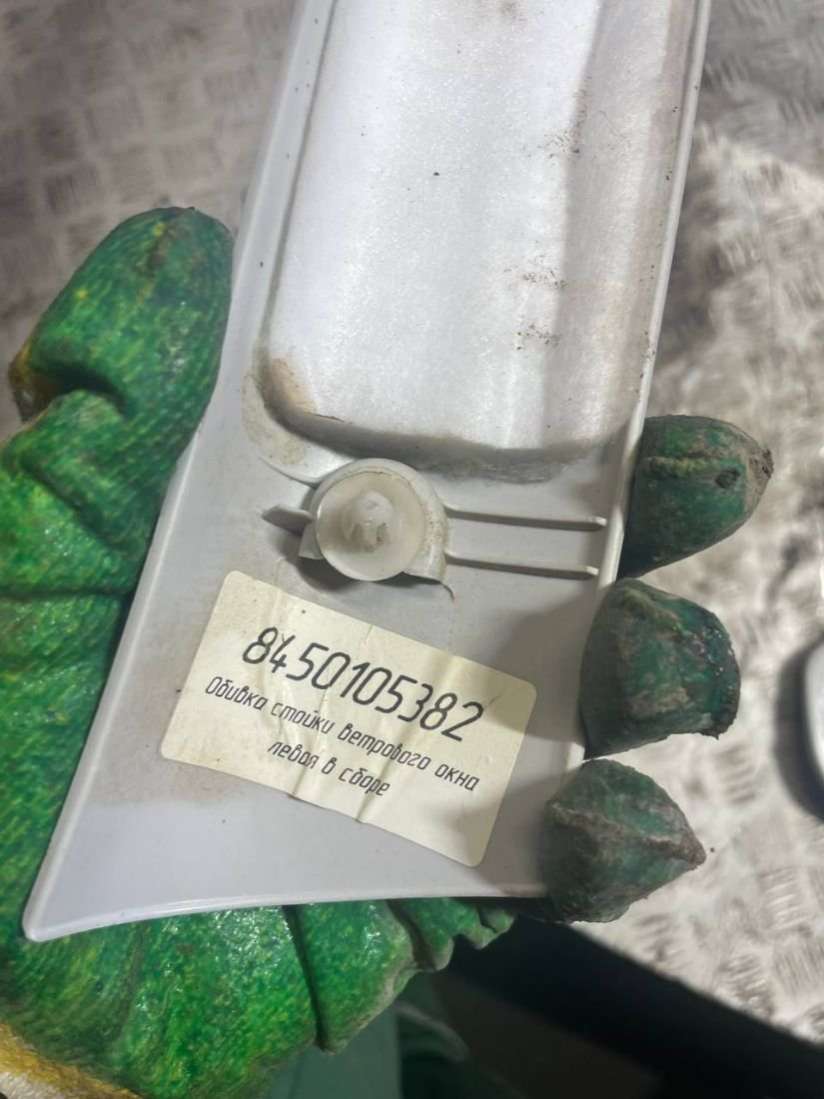 8450105382
Обивка стойки ветрового окна
левая в сборе